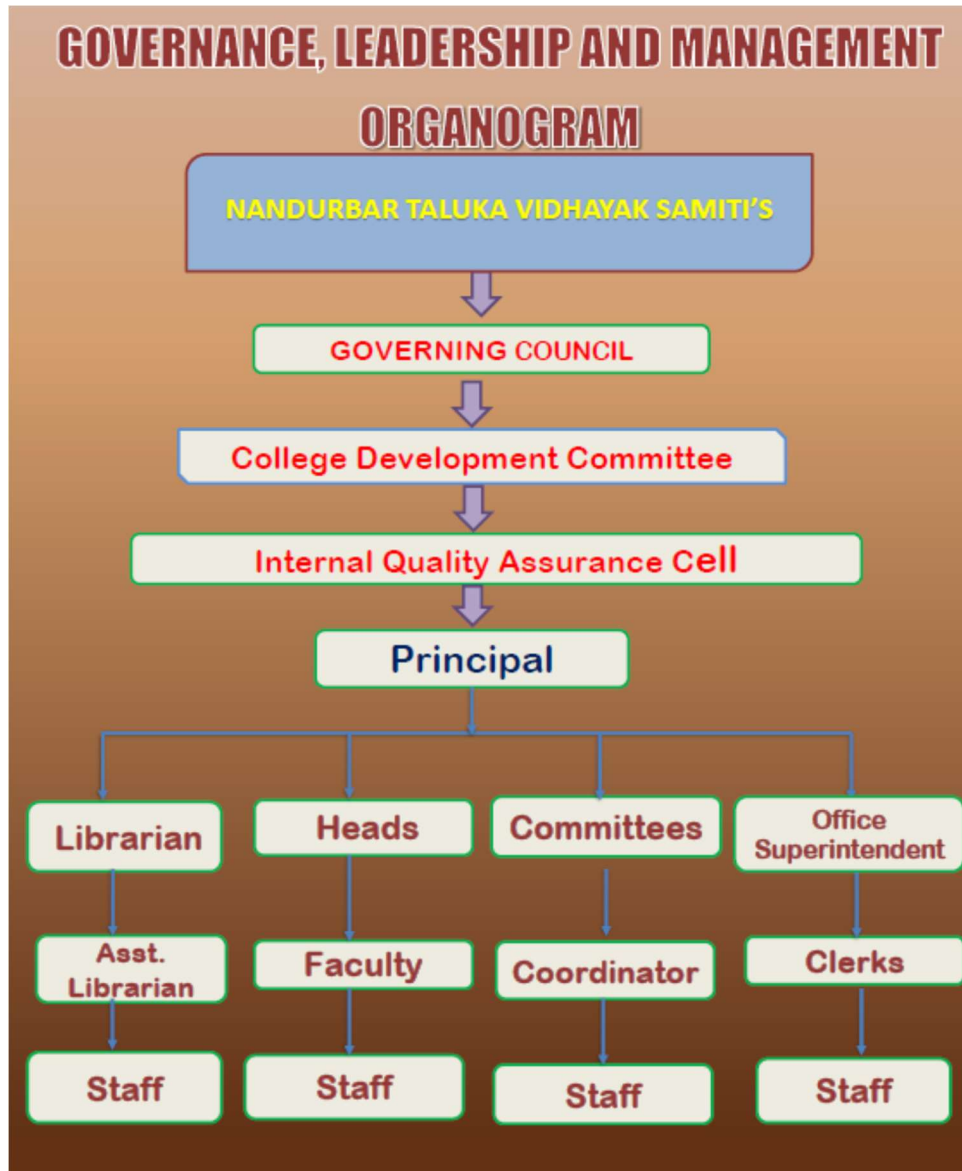 GOVERNANCE, LEADERSHIP AND MANAGEMENT
ORGANOGRAM
NANDURBAR TALUKA VIDHAYAK SAMITI'S
GOVERNING COUNCIL
College Development Committee
Internal Quality Assurance Cell
Principal
Librarian
Heads
Committees
Office
Superintendent
Asst.
Librarian
Faculty
Coordinator
Clerks
Staff
Staff
Staff
Staff